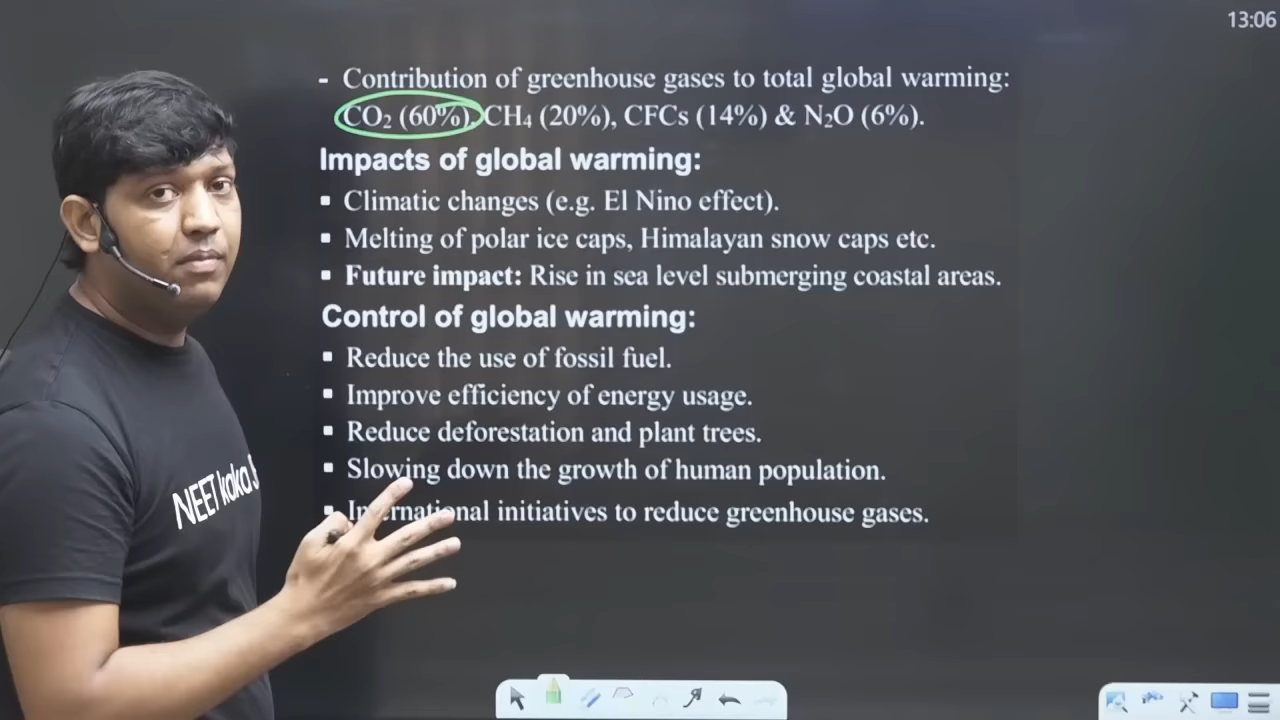 13:06
- Contribution of greenhouse gases to total global warming:
CO₂ (60%), CH₄ (20%), CFCs (14%) & N₂O (6%).
Impacts of global warming:
▪ Climatic changes (e.g. El Nino effect).
▪ Melting of polar ice caps, Himalayan snow caps etc.
▪ Future impact: Rise in sea level submerging coastal areas.
Control of global warming:
▪ Reduce the use of fossil fuel.
▪ Improve efficiency of energy usage.
▪ Reduce deforestation and plant trees.
▪ Slowing down the growth of human population.
▪ International initiatives to reduce greenhouse gases.
NEET kaka